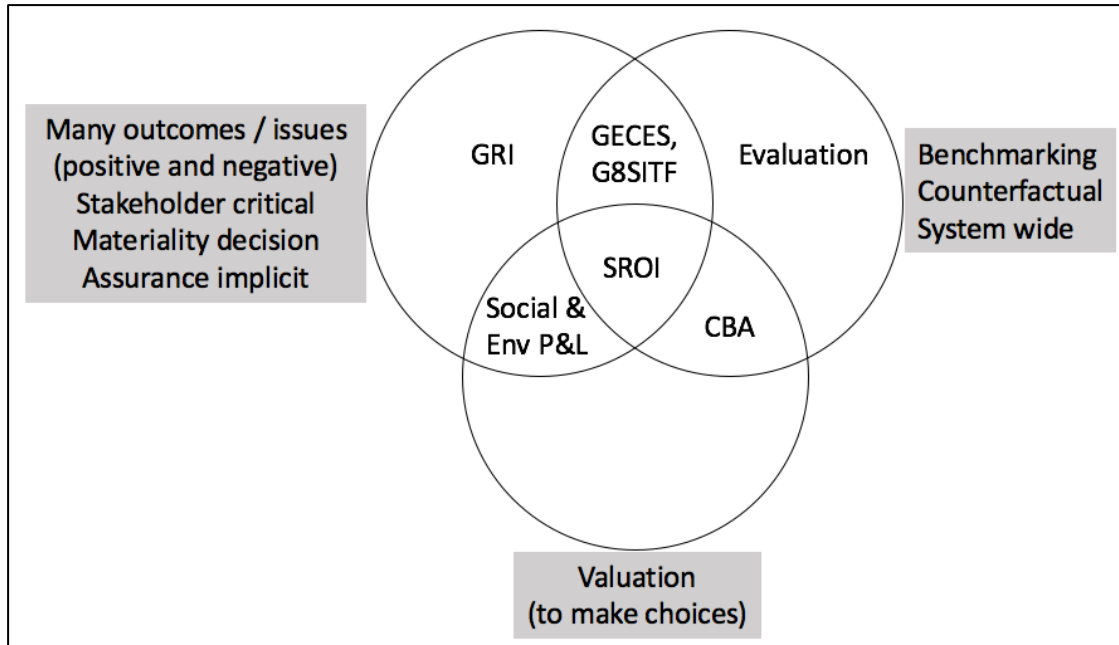 Many outcomes / issues
(positive and negative)
Stakeholder critical
Materiality decision
Assurance implicit
GRI
GECES,
G8SITF
Evaluation
Benchmarking
Counterfactual
System wide
SROI
Social &
Env P&L
CBA
Valuation
(to make choices)